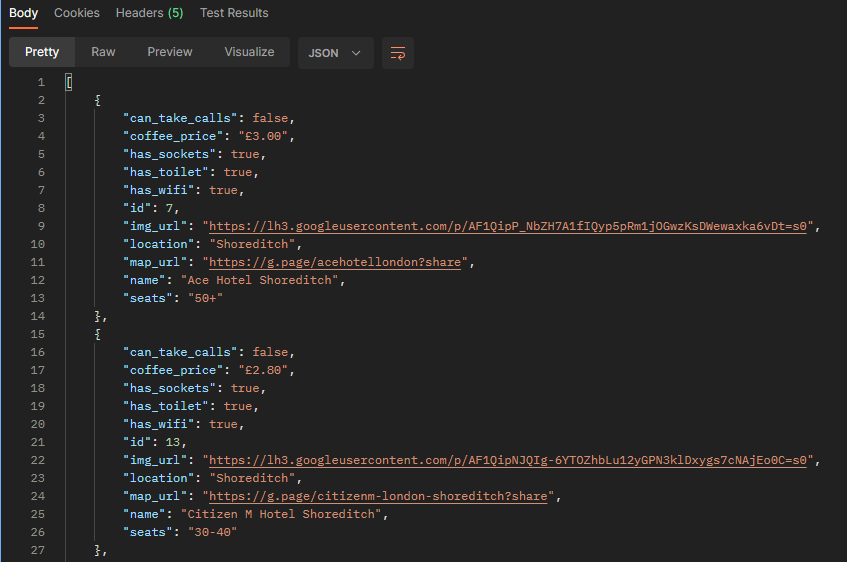 Body Cookies Headers (5) Test Results
Pretty Raw Preview Visualize JSON
1 [
2 {
3 "can_take_calls": false,
4 "coffee_price": "£3.00",
5 "has_sockets": true,
6 "has_toilet": true,
7 "has_wifi": true,
8 "id": 7,
9 "img_url": "https://lh3.googleusercontent.com/p/AF1QipP_NbZH7A1fIQyp5pRm1jOGwzKsDWewaxka6vDt=s0",
10 "location": "Shoreditch",
11 "map_url": "https://g.page/acehotellondon?share",
12 "name": "Ace Hotel Shoreditch",
13 "seats": "50+"
14 },
15 {
16 "can_take_calls": false,
17 "coffee_price": "£2.80",
18 "has_sockets": true,
19 "has_toilet": true,
20 "has_wifi": true,
21 "id": 13,
22 "img_url": "https://lh3.googleusercontent.com/p/AF1QipNJQIg-6YTOZhbLu12yGPN3klDxygs7cNAjEo0C=s0",
23 "location": "Shoreditch",
24 "map_url": "https://g.page/citizenm-london-shoreditch?share",
25 "name": "Citizen M Hotel Shoreditch",
26 "seats": "30-40"
27 },